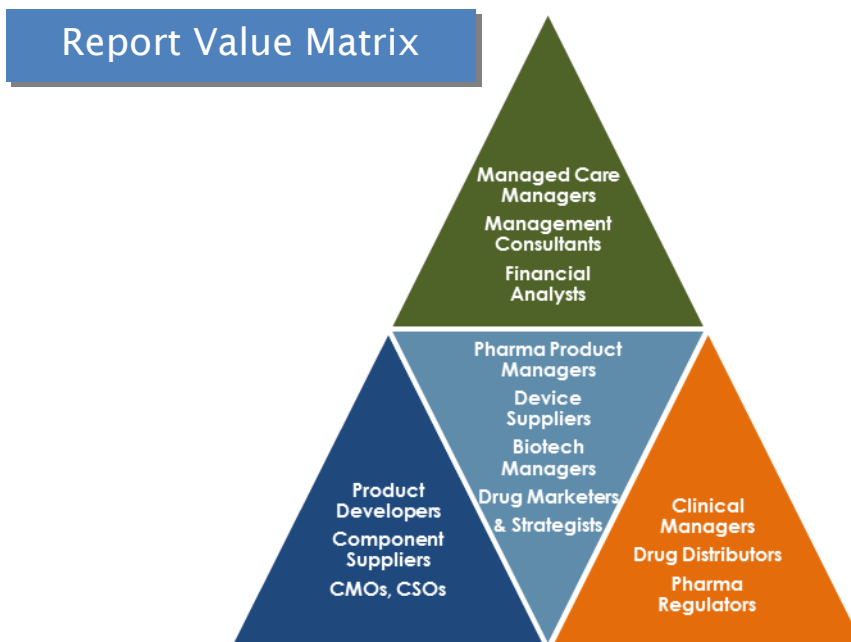 Report Value Matrix
Managed Care
Managers
Management
Consultants
Financial
Analysts
Pharma Product
Managers
Device
Suppliers
Biotech
Managers
Drug Marketers
& Strategists
Product
Developers
Component
Suppliers
CMOs, CSOs
Clinical
Managers
Drug Distributors
Pharma
Regulators